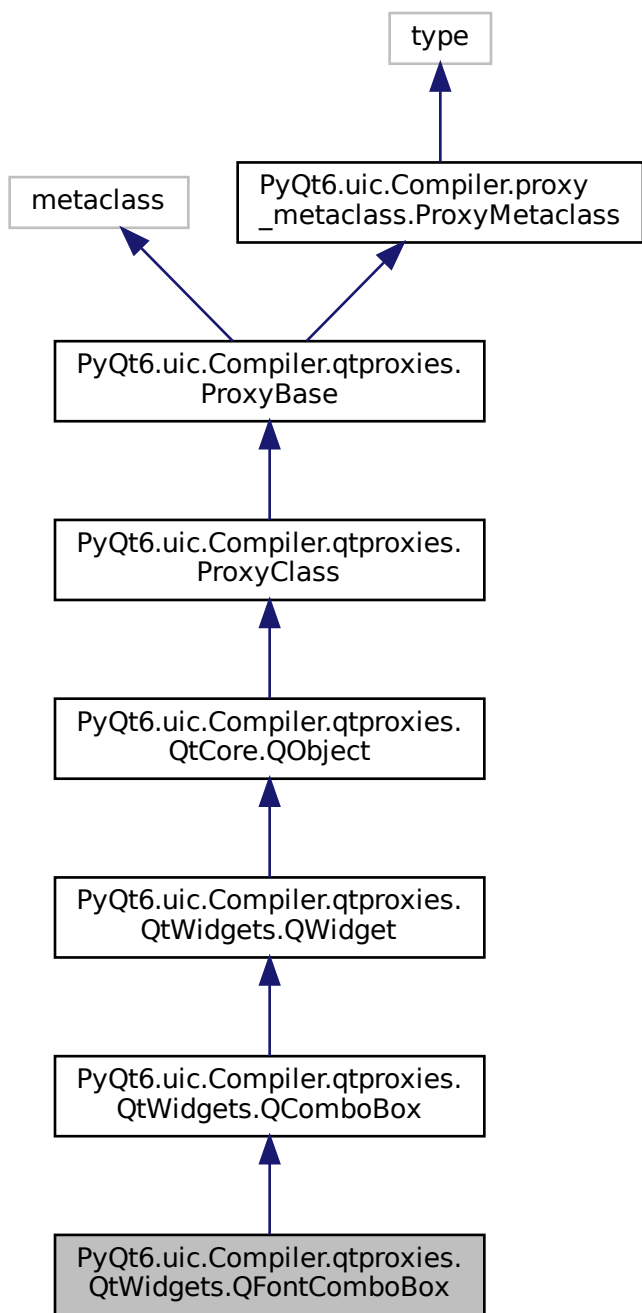 type
PyQt6.uic.Compiler.proxy
_metaclass.ProxyMetaclass
metaclass
PyQt6.uic.Compiler.qtproxies.
ProxyBase
PyQt6.uic.Compiler.qtproxies.
ProxyClass
PyQt6.uic.Compiler.qtproxies.
QtCore.QObject
PyQt6.uic.Compiler.qtproxies.
QtWidgets.QWidget
PyQt6.uic.Compiler.qtproxies.
QtWidgets.QComboBox
PyQt6.uic.Compiler.qtproxies.
QtWidgets.QFontComboBox